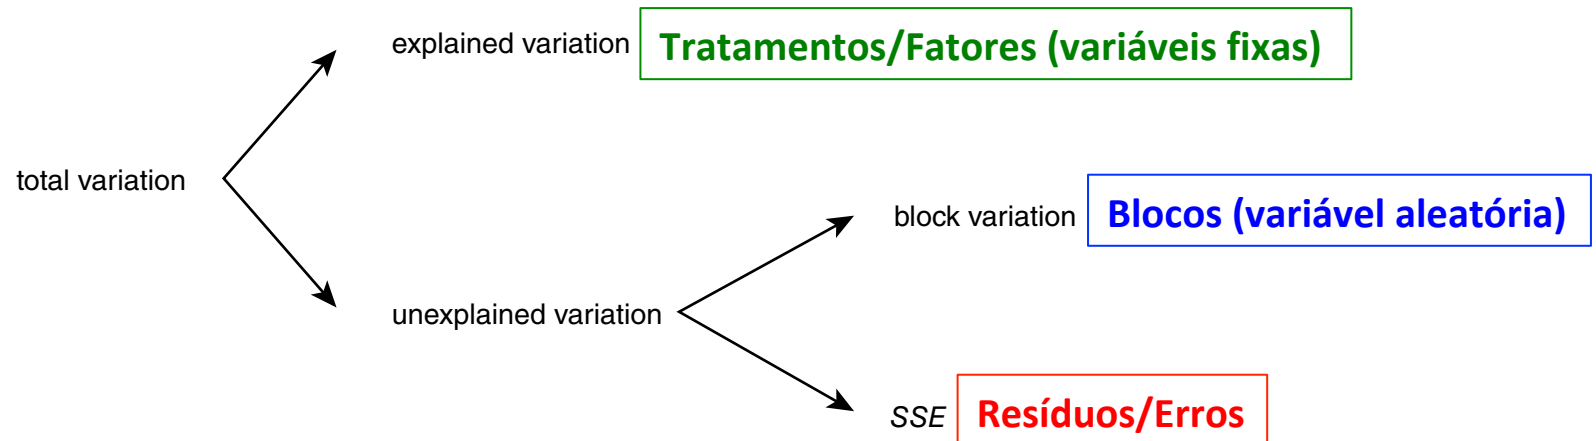 explained variation Tratamentos/Fatores (variáveis fixas)
total variation
block variation Blocos (variável aleatória)
unexplained variation
SSE Resíduos/Erros